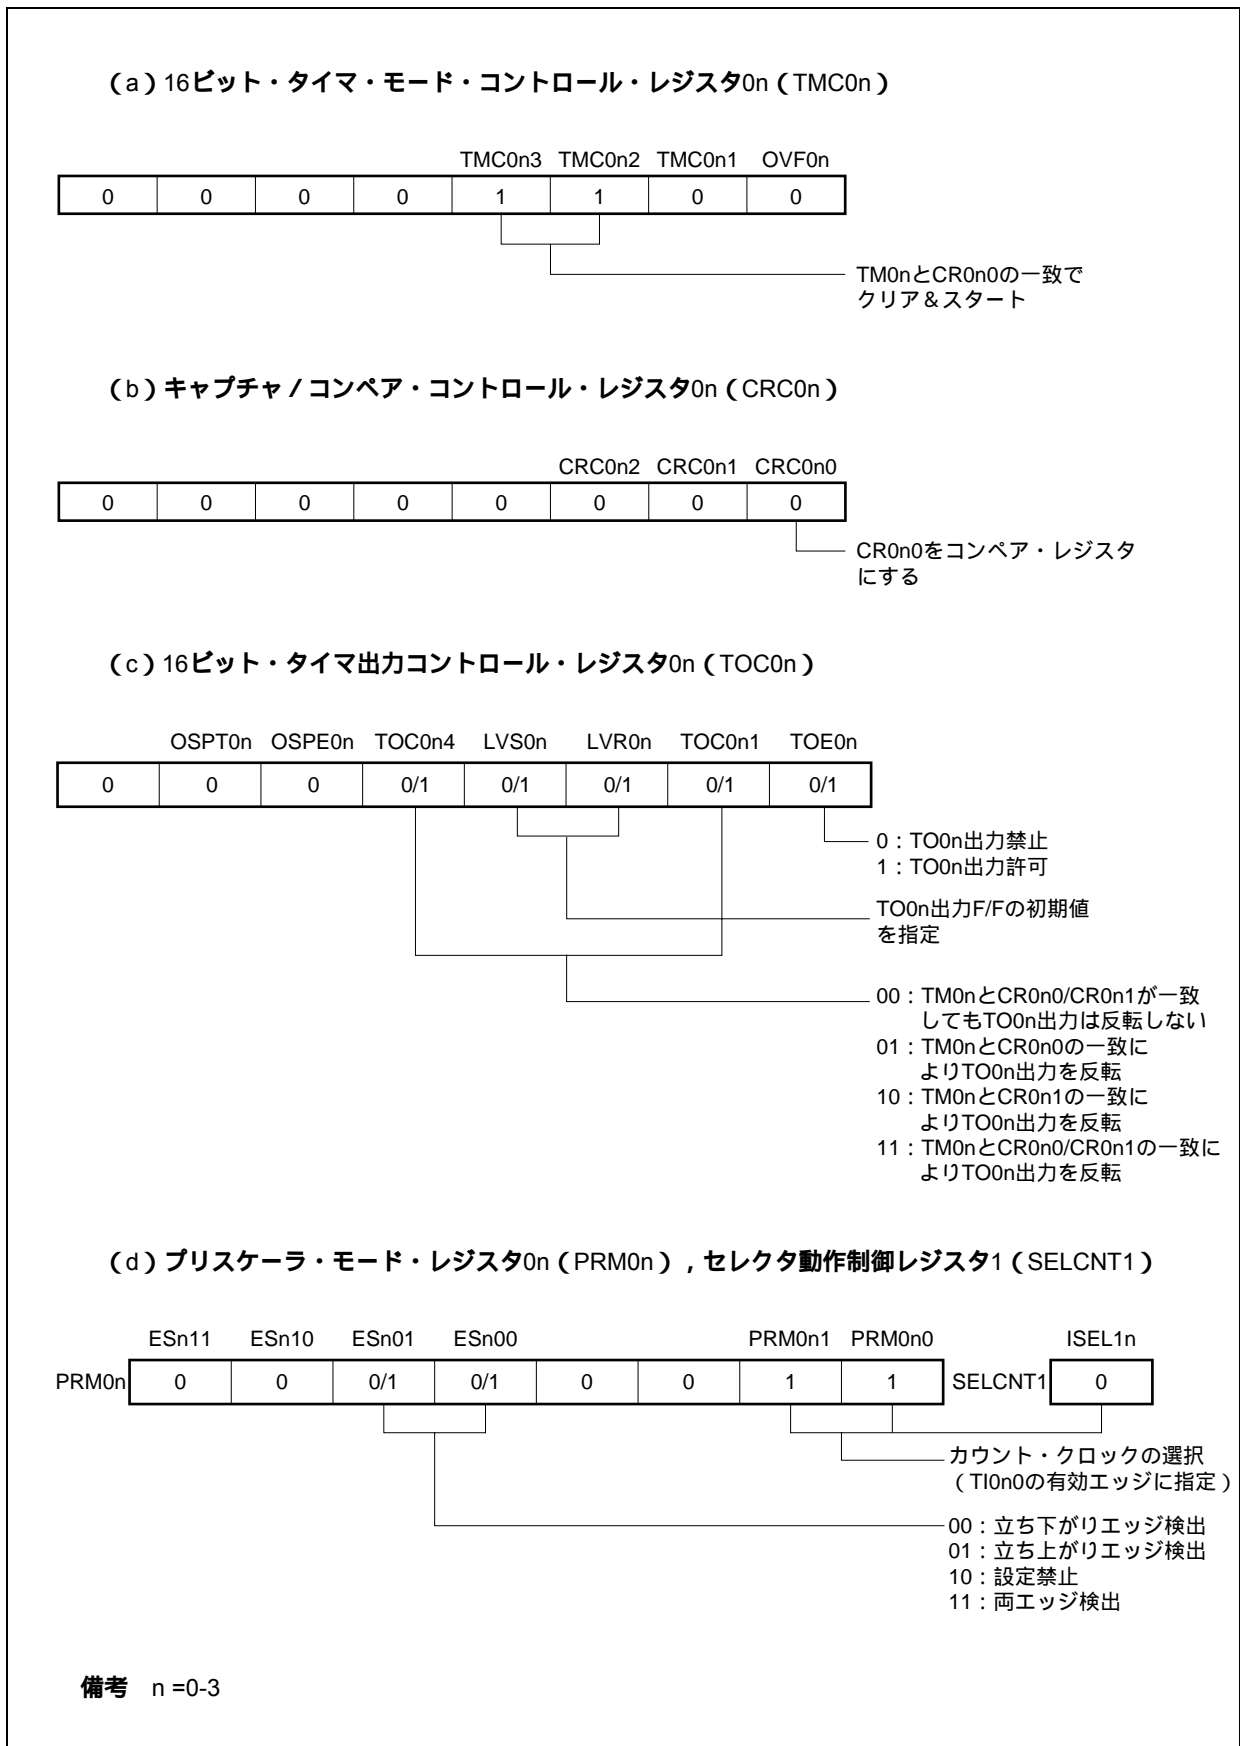 （a）16ビット・タイマ・モード・コントロール・レジスタ0n（TMC0n）
TMC0n3 TMC0n2 TMC0n1 OVF0n
0 0 0 0 1 1 0 0
TM0nとCR0n0の一致で
クリア＆スタート
（b）キャプチャ／コンペア・コントロール・レジスタ0n（CRC0n）
CRC0n2 CRC0n1 CRC0n0
0 0 0 0 0 0 0 0
CR0n0をコンペア・レジスタ
にする
（c）16ビット・タイマ出力コントロール・レジスタ0n（TOC0n）
OSPT0n OSPE0n TOC0n4 LVS0n LVR0n TOC0n1 TOE0n
0 0 0 0/1 0/1 0/1 0/1 0/1
0：TO0n出力禁止
1：TO0n出力許可
TO0n出力F/Fの初期値
を指定
00：TM0nとCR0n0/CR0n1が一致
してもTO0n出力は反転しない
01：TM0nとCR0n0の一致に
よりTO0n出力を反転
10：TM0nとCR0n1の一致に
よりTO0n出力を反転
11：TM0nとCR0n0/CR0n1の一致に
よりTO0n出力を反転
（d）プリスケーラ・モード・レジスタ0n（PRM0n），セレクタ動作制御レジスタ1（SELCNT1）
ESn11 ESn10 ESn01 ESn00 PRM0n1 PRM0n0 ISEL1n
PRM0n 0 0 0/1 0/1 0 0 1 1 SELCNT1 0
カウント・クロックの選択
（TI0n0の有効エッジに指定）
00：立ち下がりエッジ検出
01：立ち上がりエッジ検出
10：設定禁止
11：両エッジ検出
備考 n =0-3